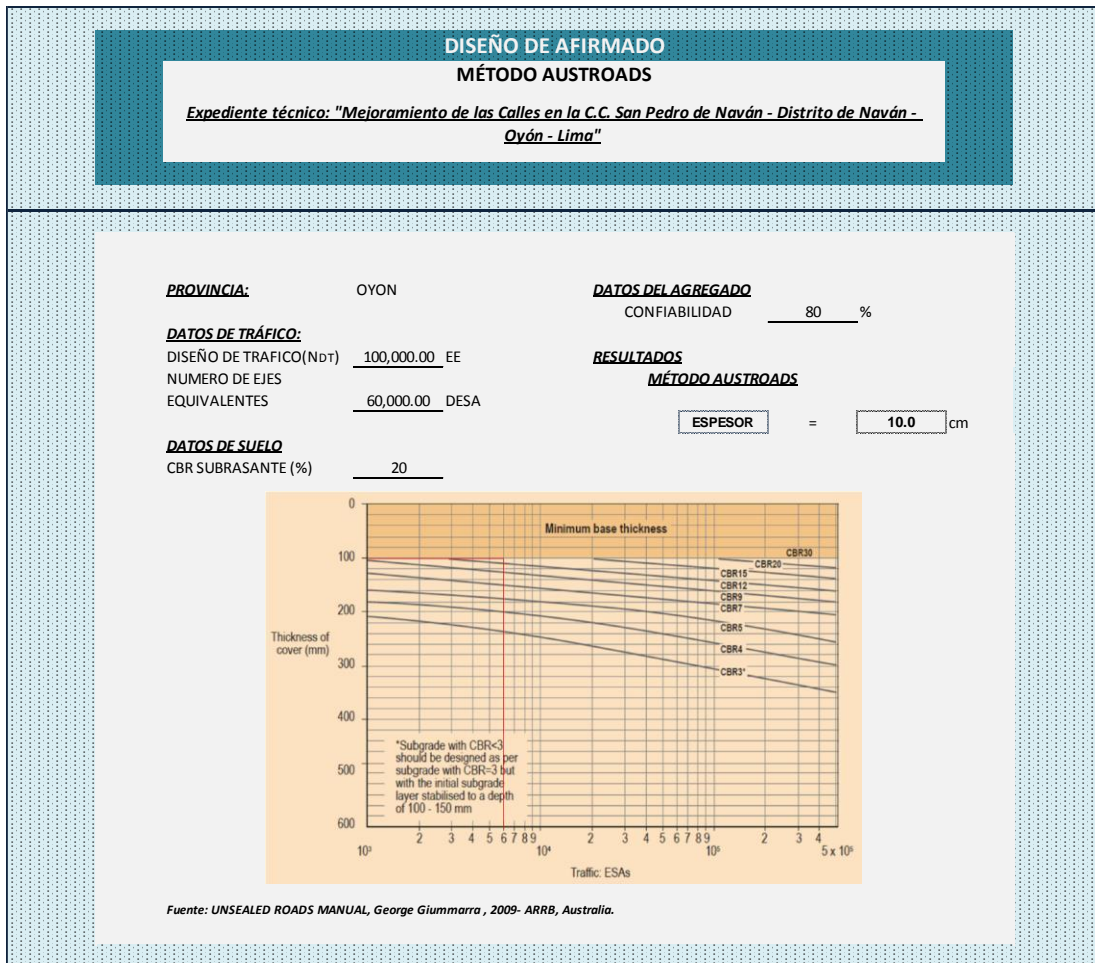 DISEÑO DE AFIRMADO
MÉTODO AUSTROADS
Expediente técnico: "Mejoramiento de las Calles en la C.C. San Pedro de Naván - Distrito de Naván -
Oyón - Lima"
PROVINCIA: OYON
DATOS DE TRÁFICO:
DISEÑO DE TRAFICO(NDT) 100,000.00 EE
NUMERO DE EJES
EQUIVALENTES 60,000.00 DESA
DATOS DE SUELO
CBR SUBRASANTE (%) 20
DATOS DEL AGREGADO
CONFIABILIDAD 80 %
RESULTADOS
MÉTODO AUSTROADS
ESPESOR = 10.0 cm
Minimum base thickness
0
100
200
300
400
500
600
Thickness of
cover (mm)
CBR30
CBR20
CBR15
CBR12
CBR9
CBR7
CBR5
CBR4
CBR3*
*Subgrade with CBR<3
should be designed as per
subgrade with CBR=3 but
with the initial subgrade
layer stabilised to a depth
of 100 - 150 mm
2 3 4 5 6 7 8 9 2 3 4 5 6 7 8 9 2 3 4
10³ 10⁴ 10⁵ 5 x 10⁵
Traffic: ESAs
Fuente: UNSEALED ROADS MANUAL, George Giummarra , 2009- ARRB, Australia.